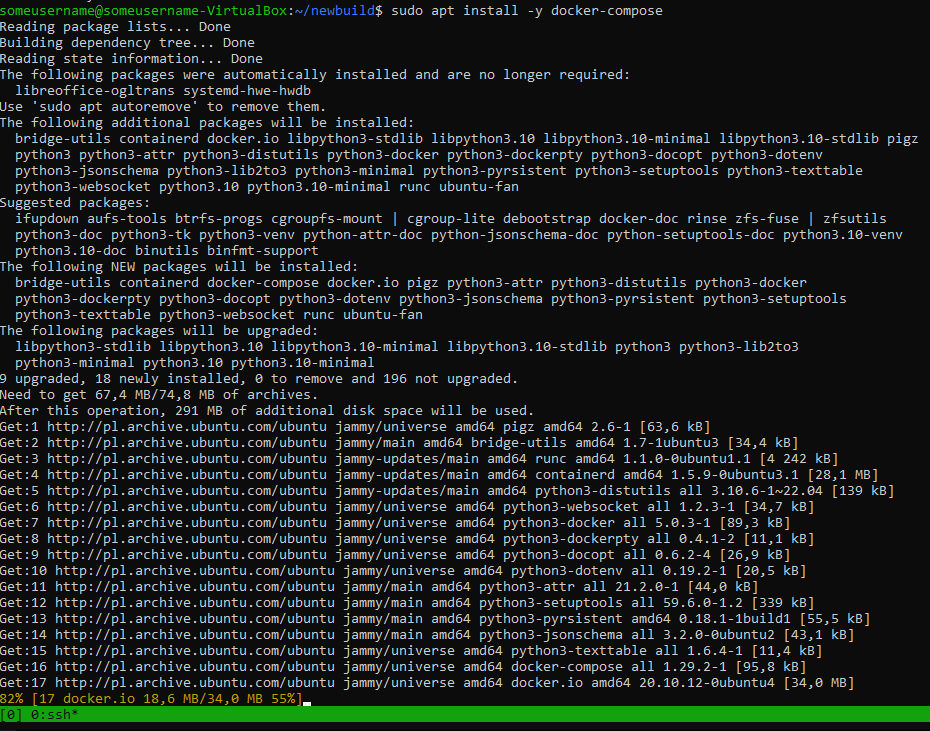 someusername@someusername-VirtualBox:~/newbuild$ sudo apt install -y docker-compose
Reading package lists... Done
Building dependency tree... Done
Reading state information... Done
The following packages were automatically installed and are no longer required:
  libreoffice-ogltrans systemd-hwe-hwdb
Use 'sudo apt autoremove' to remove them.
The following additional packages will be installed:
  bridge-utils containerd docker.io libpython3-stdlib libpython3.10 libpython3.10-minimal libpython3.10-stdlib pigz
  python3 python3-attr python3-distutils python3-docker python3-dockerpty python3-docopt python3-dotenv
  python3-jsonschema python3-lib2to3 python3-minimal python3-pyrsistent python3-setuptools python3-texttable
  python3-websocket python3.10 python3.10-minimal runc ubuntu-fan
Suggested packages:
  ifupdown aufs-tools btrfs-progs cgroupfs-mount | cgroup-lite debootstrap docker-doc rinse zfs-fuse | zfsutils
  python3-doc python3-tk python3-venv python-attr-doc python-jsonschema-doc python-setuptools-doc python3.10-venv
  python3.10-doc binutils binfmt-support
The following NEW packages will be installed:
  bridge-utils containerd docker-compose docker.io pigz python3-attr python3-distutils python3-docker
  python3-dockerpty python3-docopt python3-dotenv python3-jsonschema python3-pyrsistent python3-setuptools
  python3-texttable python3-websocket runc ubuntu-fan
The following packages will be upgraded:
  libpython3-stdlib libpython3.10 libpython3.10-minimal libpython3.10-stdlib python3 python3-lib2to3
  python3-minimal python3.10 python3.10-minimal
9 upgraded, 18 newly installed, 0 to remove and 196 not upgraded.
Need to get 67,4 MB/74,8 MB of archives.
After this operation, 291 MB of additional disk space will be used.
Get:1 http://pl.archive.ubuntu.com/ubuntu jammy/universe amd64 pigz amd64 2.6-1 [63,6 kB]
Get:2 http://pl.archive.ubuntu.com/ubuntu jammy/main amd64 bridge-utils amd64 1.7-1ubuntu3 [34,4 kB]
Get:3 http://pl.archive.ubuntu.com/ubuntu jammy-updates/main amd64 runc amd64 1.1.0-0ubuntu1.1 [4 242 kB]
Get:4 http://pl.archive.ubuntu.com/ubuntu jammy-updates/main amd64 containerd amd64 1.5.9-0ubuntu3.1 [28,1 MB]
Get:5 http://pl.archive.ubuntu.com/ubuntu jammy-updates/main amd64 python3-distutils all 3.10.6-1~22.04 [139 kB]
Get:6 http://pl.archive.ubuntu.com/ubuntu jammy/universe amd64 python3-websocket all 1.2.3-1 [34,7 kB]
Get:7 http://pl.archive.ubuntu.com/ubuntu jammy/universe amd64 python3-docker all 5.0.3-1 [89,3 kB]
Get:8 http://pl.archive.ubuntu.com/ubuntu jammy/universe amd64 python3-dockerpty all 0.4.1-2 [11,1 kB]
Get:9 http://pl.archive.ubuntu.com/ubuntu jammy/universe amd64 python3-docopt all 0.6.2-4 [26,9 kB]
Get:10 http://pl.archive.ubuntu.com/ubuntu jammy/universe amd64 python3-dotenv all 0.19.2-1 [20,5 kB]
Get:11 http://pl.archive.ubuntu.com/ubuntu jammy/main amd64 python3-attr all 21.2.0-1 [44,0 kB]
Get:12 http://pl.archive.ubuntu.com/ubuntu jammy/main amd64 python3-setuptools all 59.6.0-1.2 [339 kB]
Get:13 http://pl.archive.ubuntu.com/ubuntu jammy/main amd64 python3-pyrsistent amd64 0.18.1-1build1 [55,5 kB]
Get:14 http://pl.archive.ubuntu.com/ubuntu jammy/main amd64 python3-jsonschema all 3.2.0-0ubuntu2 [43,1 kB]
Get:15 http://pl.archive.ubuntu.com/ubuntu jammy/universe amd64 python3-texttable all 1.6.4-1 [11,4 kB]
Get:16 http://pl.archive.ubuntu.com/ubuntu jammy/universe amd64 docker-compose all 1.29.2-1 [95,8 kB]
Get:17 http://pl.archive.ubuntu.com/ubuntu jammy/universe amd64 docker.io amd64 20.10.12-0ubuntu4 [34,0 MB]
82% [17 docker.io 18,6 MB/34,0 MB 55%]
[0] 0:ssh*